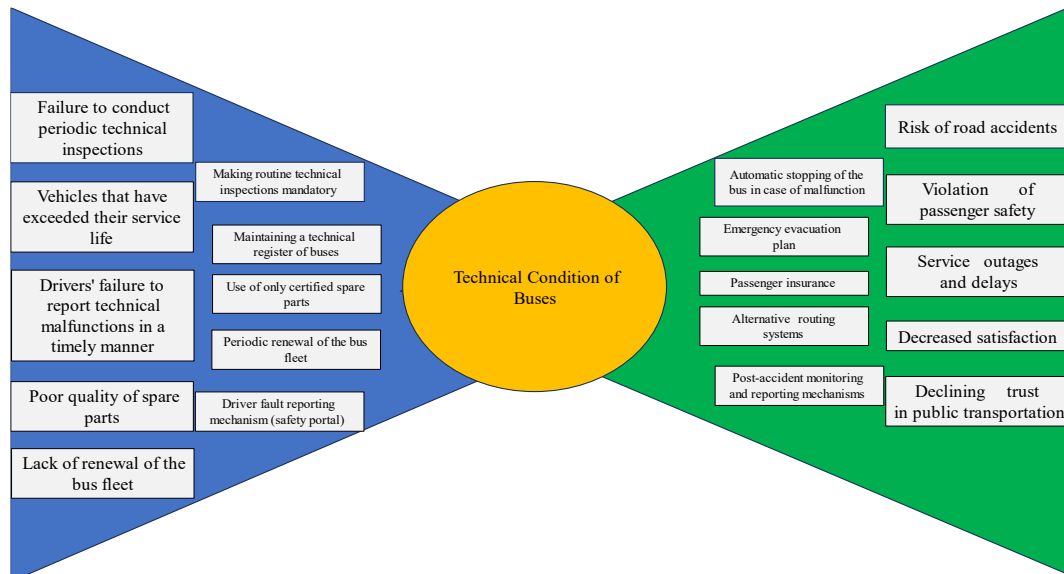 Failure to conduct
periodic technical
inspections
Vehicles that have
exceeded their service
life
Drivers' failure to
report technical
malfunctions in a
timely manner
Poor quality of spare
parts
Lack of renewal of the
bus fleet
Making routine technical
inspections mandatory
Maintaining a technical
register of buses
Use of only certified spare
parts
Periodic renewal of the bus
fleet
Driver fault reporting
mechanism (safety portal)
Technical Condition of
Buses
Automatic stopping of the
bus in case of malfunction
Emergency evacuation
plan
Passenger insurance
Alternative routing
systems
Post-accident monitoring
and reporting mechanisms
Risk of road accidents
Violation of
passenger safety
Service outages
and delays
Decreased satisfaction
Declining trust
in public transportation